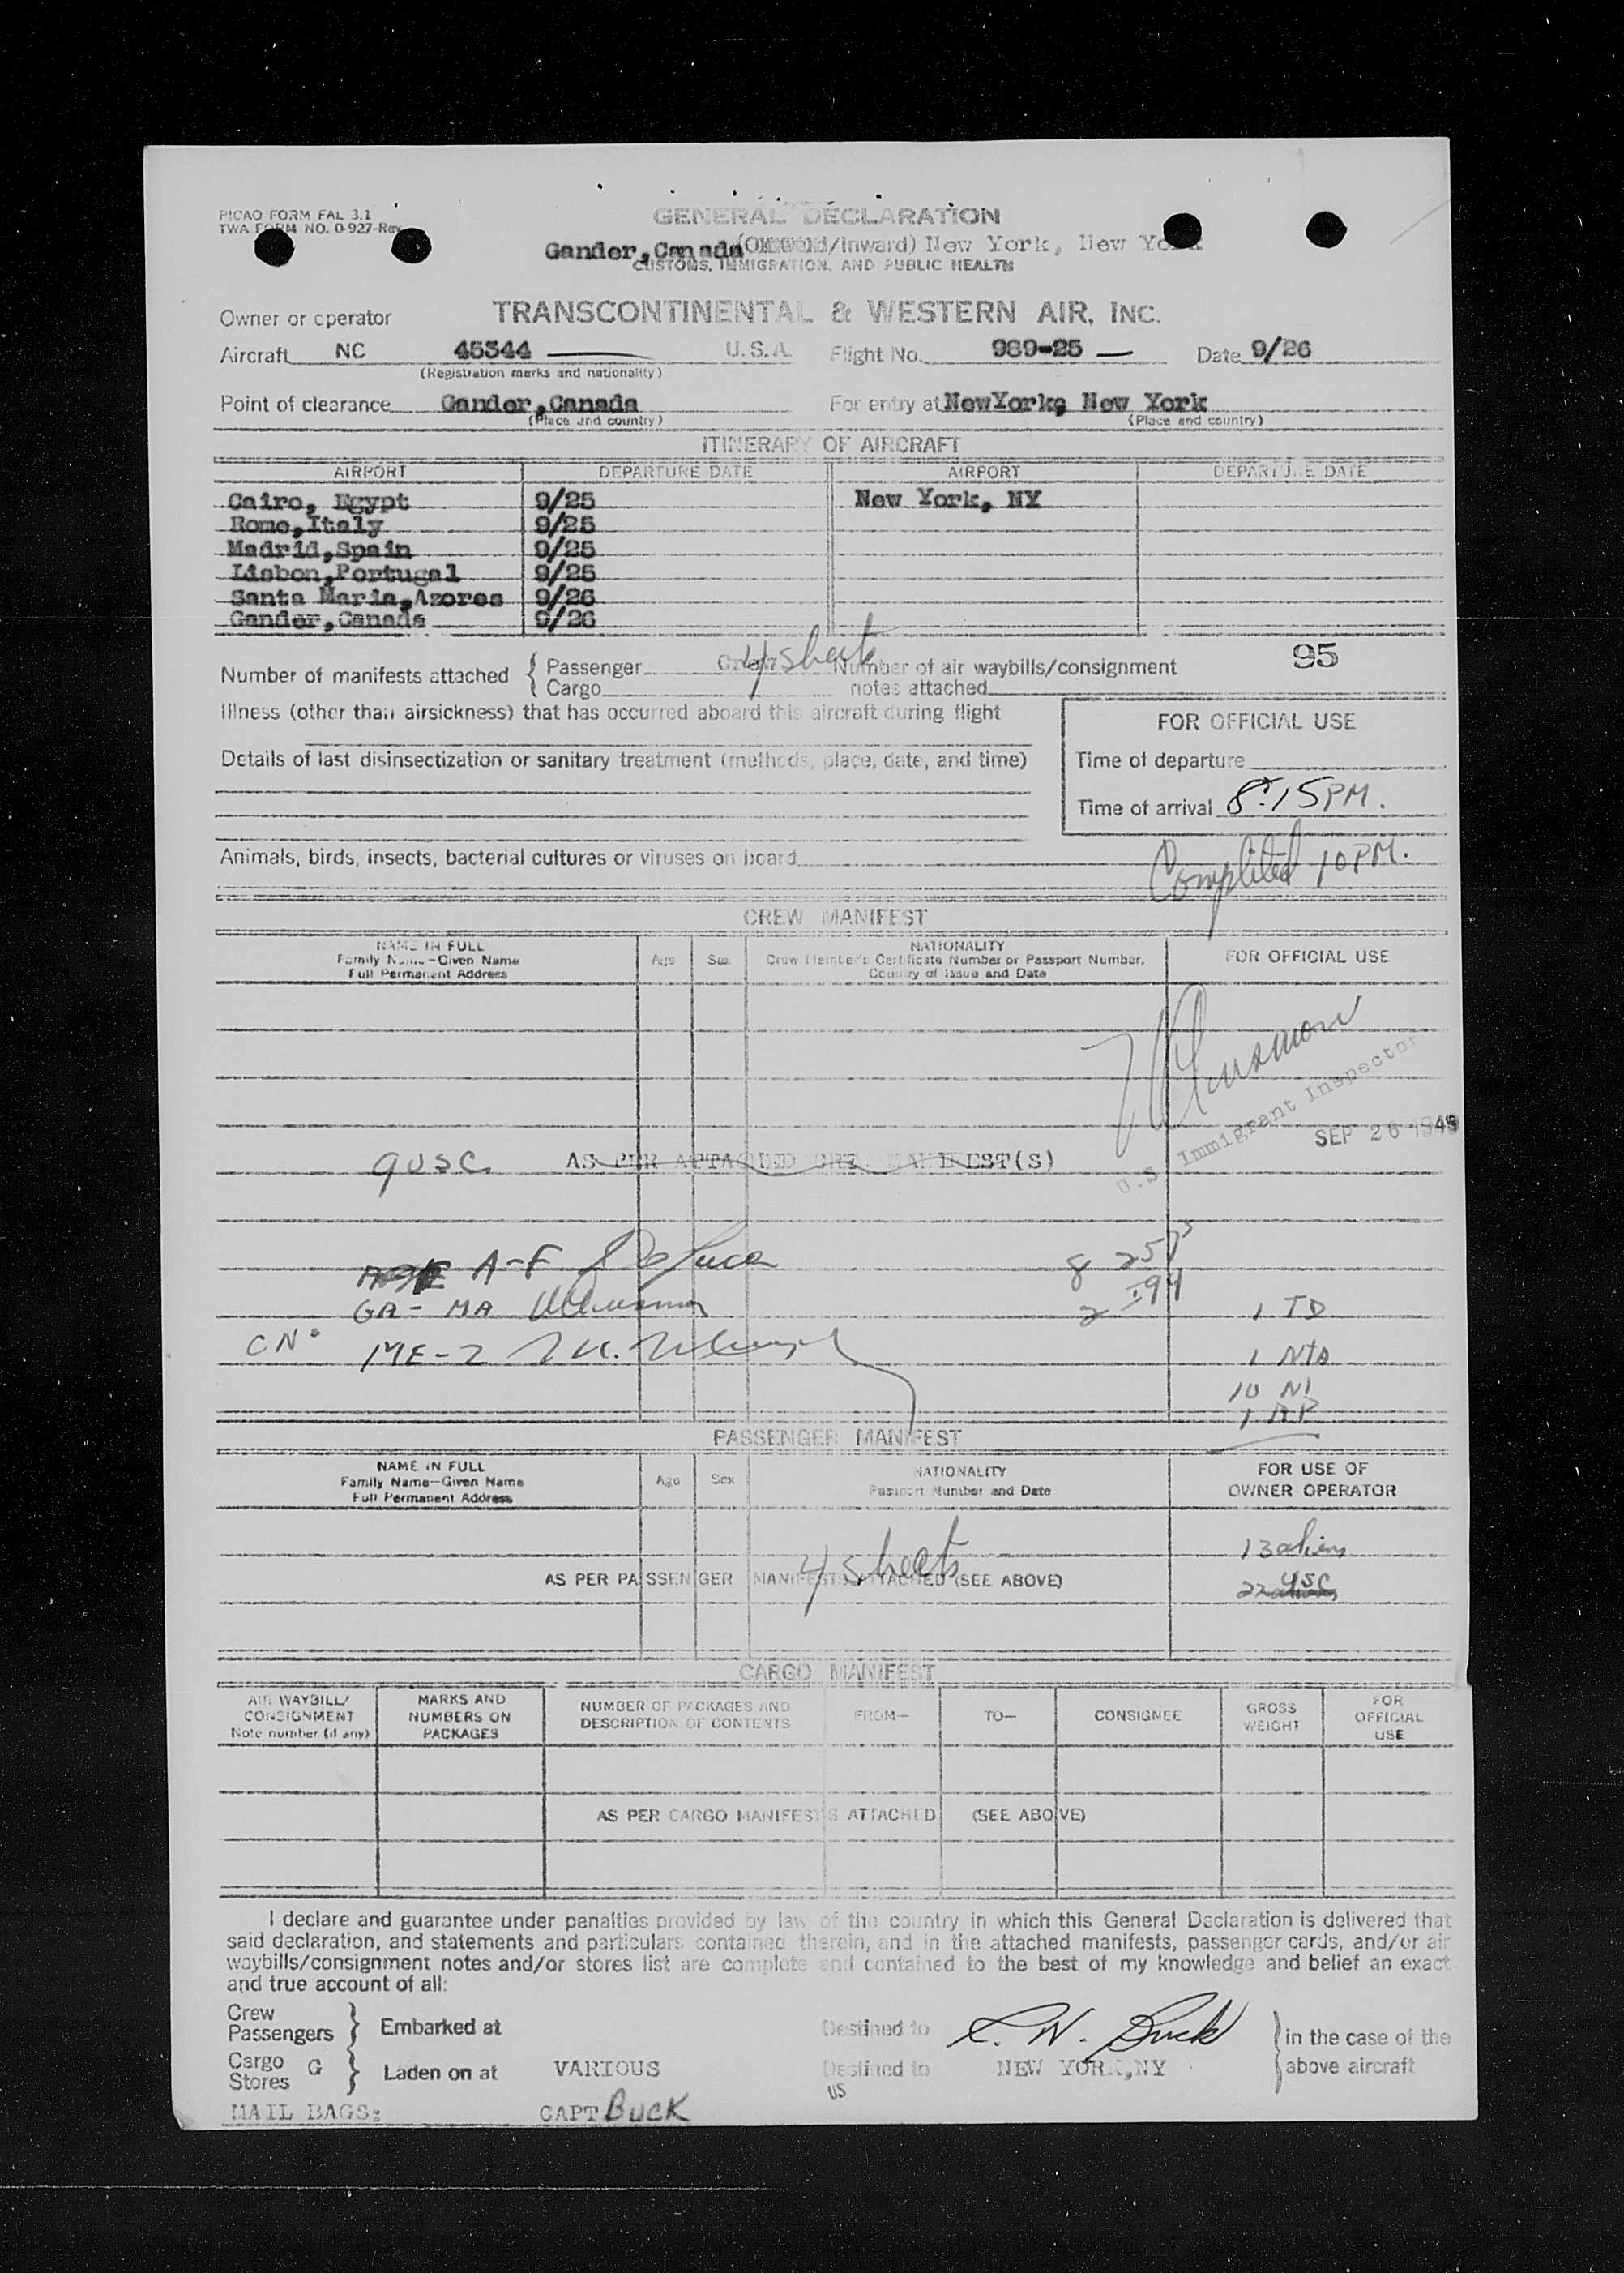 PICAO FORM FAL 3.1
TWA FORM NO. 0-927-Rev
GENERAL DECLARATION
Gander,Canada /Inward) New York, New York
CUSTOMS, IMMIGRATION, AND PUBLIC HEALTH
Owner or operator TRANSCONTINENTAL & WESTERN AIR, INC.
Aircraft NC 45344 U.S.A. Flight No. 989-25 Date 9/26
(Registration marks and nationality)
Point of clearance Gander,Canada For entry at NewYork, New York
(Place and country) (Place and country)
ITINERARY OF AIRCRAFT
AIRPORT DEPARTURE DATE AIRPORT DEPARTURE DATE
Cairo, Egypt 9/25 New York, NY
Rome,Italy 9/25
Madrid,Spain 9/25
Lisbon,Portugal 9/25
Santa Maria,Azores 9/26
Gander,Canada 9/26
Number of manifests attached { Passenger Crew 4 sheets Number of air waybills/consignment 95
Cargo notes attached
Illness (other than airsickness) that has occurred aboard this aircraft during flight
FOR OFFICIAL USE
Details of last disinsectization or sanitary treatment (methods, place, date, and time)
Time of departure
Time of arrival 8:15PM.
Animals, birds, insects, bacterial cultures or viruses on board
Completed 10PM.
CREW MANIFEST
NAME IN FULL
Family Name-Given Name
Full Permanent Address
Age Sex
NATIONALITY
Crew Member's Certificate Number or Passport Number,
Country of Issue and Date
FOR OFFICIAL USE
U.S. Immigrant Inspector
SEP 26 1948
9USC AS PER ATTACHED CREW MANIFEST(S)
A-F
GA-MA
1 TD
CN° ME-Z
1 NTA
10 NI
1 RP
PASSENGER MANIFEST
NAME IN FULL
Family Name-Given Name
Full Permanent Address
Age Sex
NATIONALITY
Passport Number and Date
FOR USE OF
OWNER OPERATOR
13 aliens
4 sheets
AS PER PASSENGER MANIFESTS ATTACHED (SEE ABOVE)
22 USC
CARGO MANIFEST
AIR WAYBILL/
CONSIGNMENT
Note number (if any)
MARKS AND
NUMBERS ON
PACKAGES
NUMBER OF PACKAGES AND
DESCRIPTION OF CONTENTS
FROM-
TO-
CONSIGNEE
GROSS
WEIGHT
FOR
OFFICIAL
USE
AS PER CARGO MANIFESTS ATTACHED (SEE ABOVE)
I declare and guarantee under penalties provided by law of the country in which this General Declaration is delivered that
said declaration, and statements and particulars contained therein, and in the attached manifests, passenger cards, and/or air
waybills/consignment notes and/or stores list are complete and contained to the best of my knowledge and belief an exact
and true account of all:
Crew
Passengers } Embarked at Destined to Buck } in the case of the
Cargo G
Stores } Laden on at VARIOUS Destined to NEW YORK,NY above aircraft
US
MAIL BAGS: CAPT BUCK